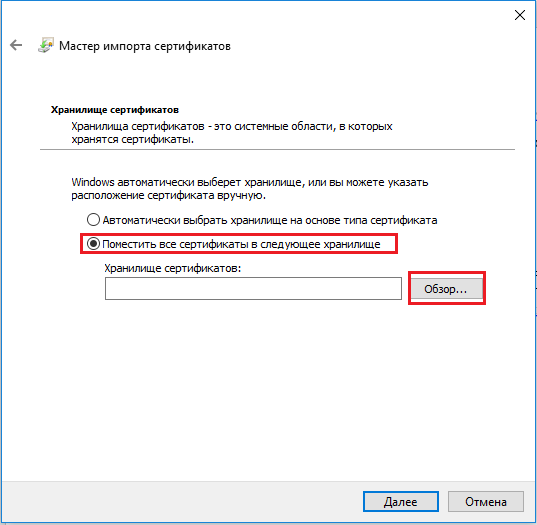 Мастер импорта сертификатов
Хранилище сертификатов
Хранилища сертификатов - это системные области, в которых
хранятся сертификаты.
Windows автоматически выберет хранилище, или вы можете указать
расположение сертификата вручную.
Автоматически выбрать хранилище на основе типа сертификата
Поместить все сертификаты в следующее хранилище
Хранилище сертификатов:
Обзор...
Далее
Отмена